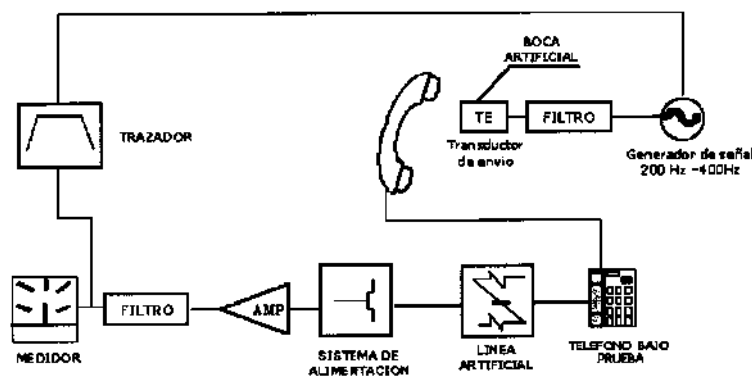 BOCA
ARTIFICIAL
TE
FILTRO
Transductor
de envio
Generador de señal
200 Hz -400Hz
TRAZADOR
MEDIDOR
FILTRO
AMP
SISTEMA DE
ALIMENTACION
LINEA
ARTIFICIAL
TELEFONO BAJO
PRUEBA